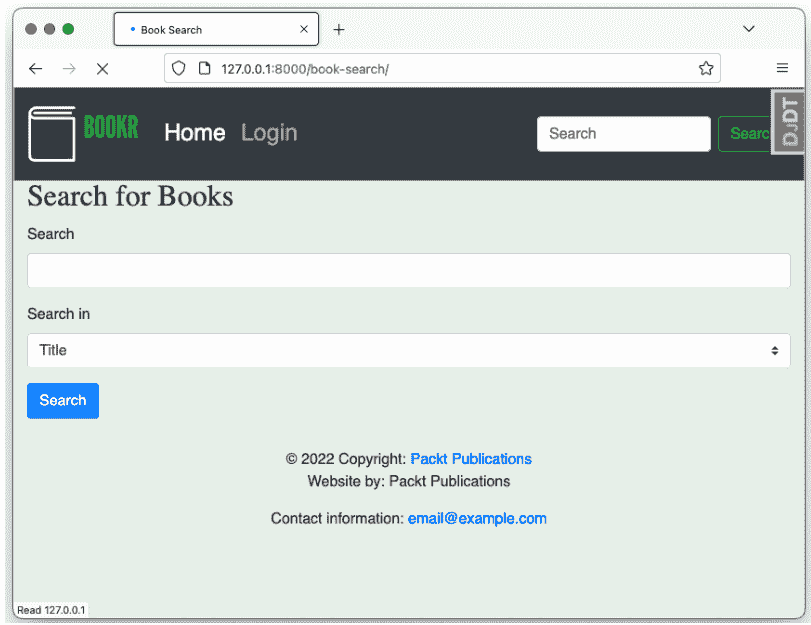 Book Search
127.0.0.1:8000/book-search/
BOOKR Home Login Search Searc
DJDT
Search for Books
Search
Search in
Title
Search
© 2022 Copyright: Packt Publications
Website by: Packt Publications
Contact information: email@example.com
Read 127.0.0.1